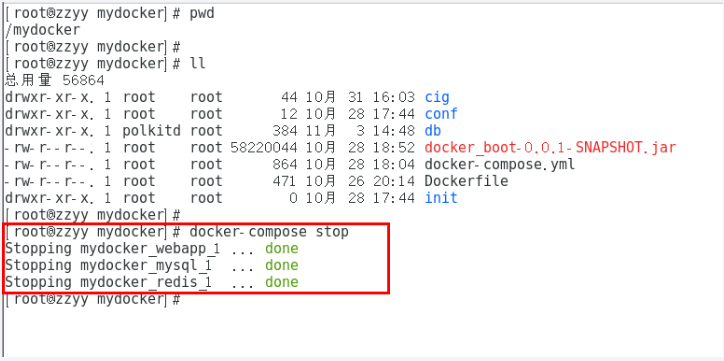 [root@zzyy mydocker]# pwd
/mydocker
[root@zzyy mydocker]#
[root@zzyy mydocker]# ll
总用量 56864
drwxr-xr-x. 1 root    root          44 10月  31 16:03 cig
drwxr-xr-x. 1 root    root          12 10月  28 17:44 conf
drwxr-xr-x. 1 polkitd root         384 11月   3 14:48 db
-rw-r--r--. 1 root    root    58220044 10月  28 18:52 docker_boot-0.0.1-SNAPSHOT.jar
-rw-r--r--. 1 root    root         864 10月  28 18:04 docker-compose.yml
-rw-r--r--. 1 root    root         471 10月  26 20:14 Dockerfile
drwxr-xr-x. 1 root    root           0 10月  28 17:44 init
[root@zzyy mydocker]#
[root@zzyy mydocker]# docker-compose stop
Stopping mydocker_webapp_1 ... done
Stopping mydocker_mysql_1  ... done
Stopping mydocker_redis_1  ... done
[root@zzyy mydocker]#